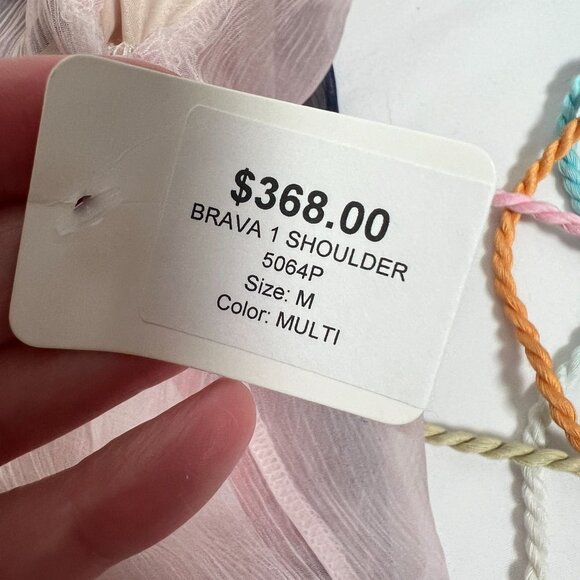 $368.00
BRAVA 1 SHOULDER
5064P
Size: M
Color: MULTI